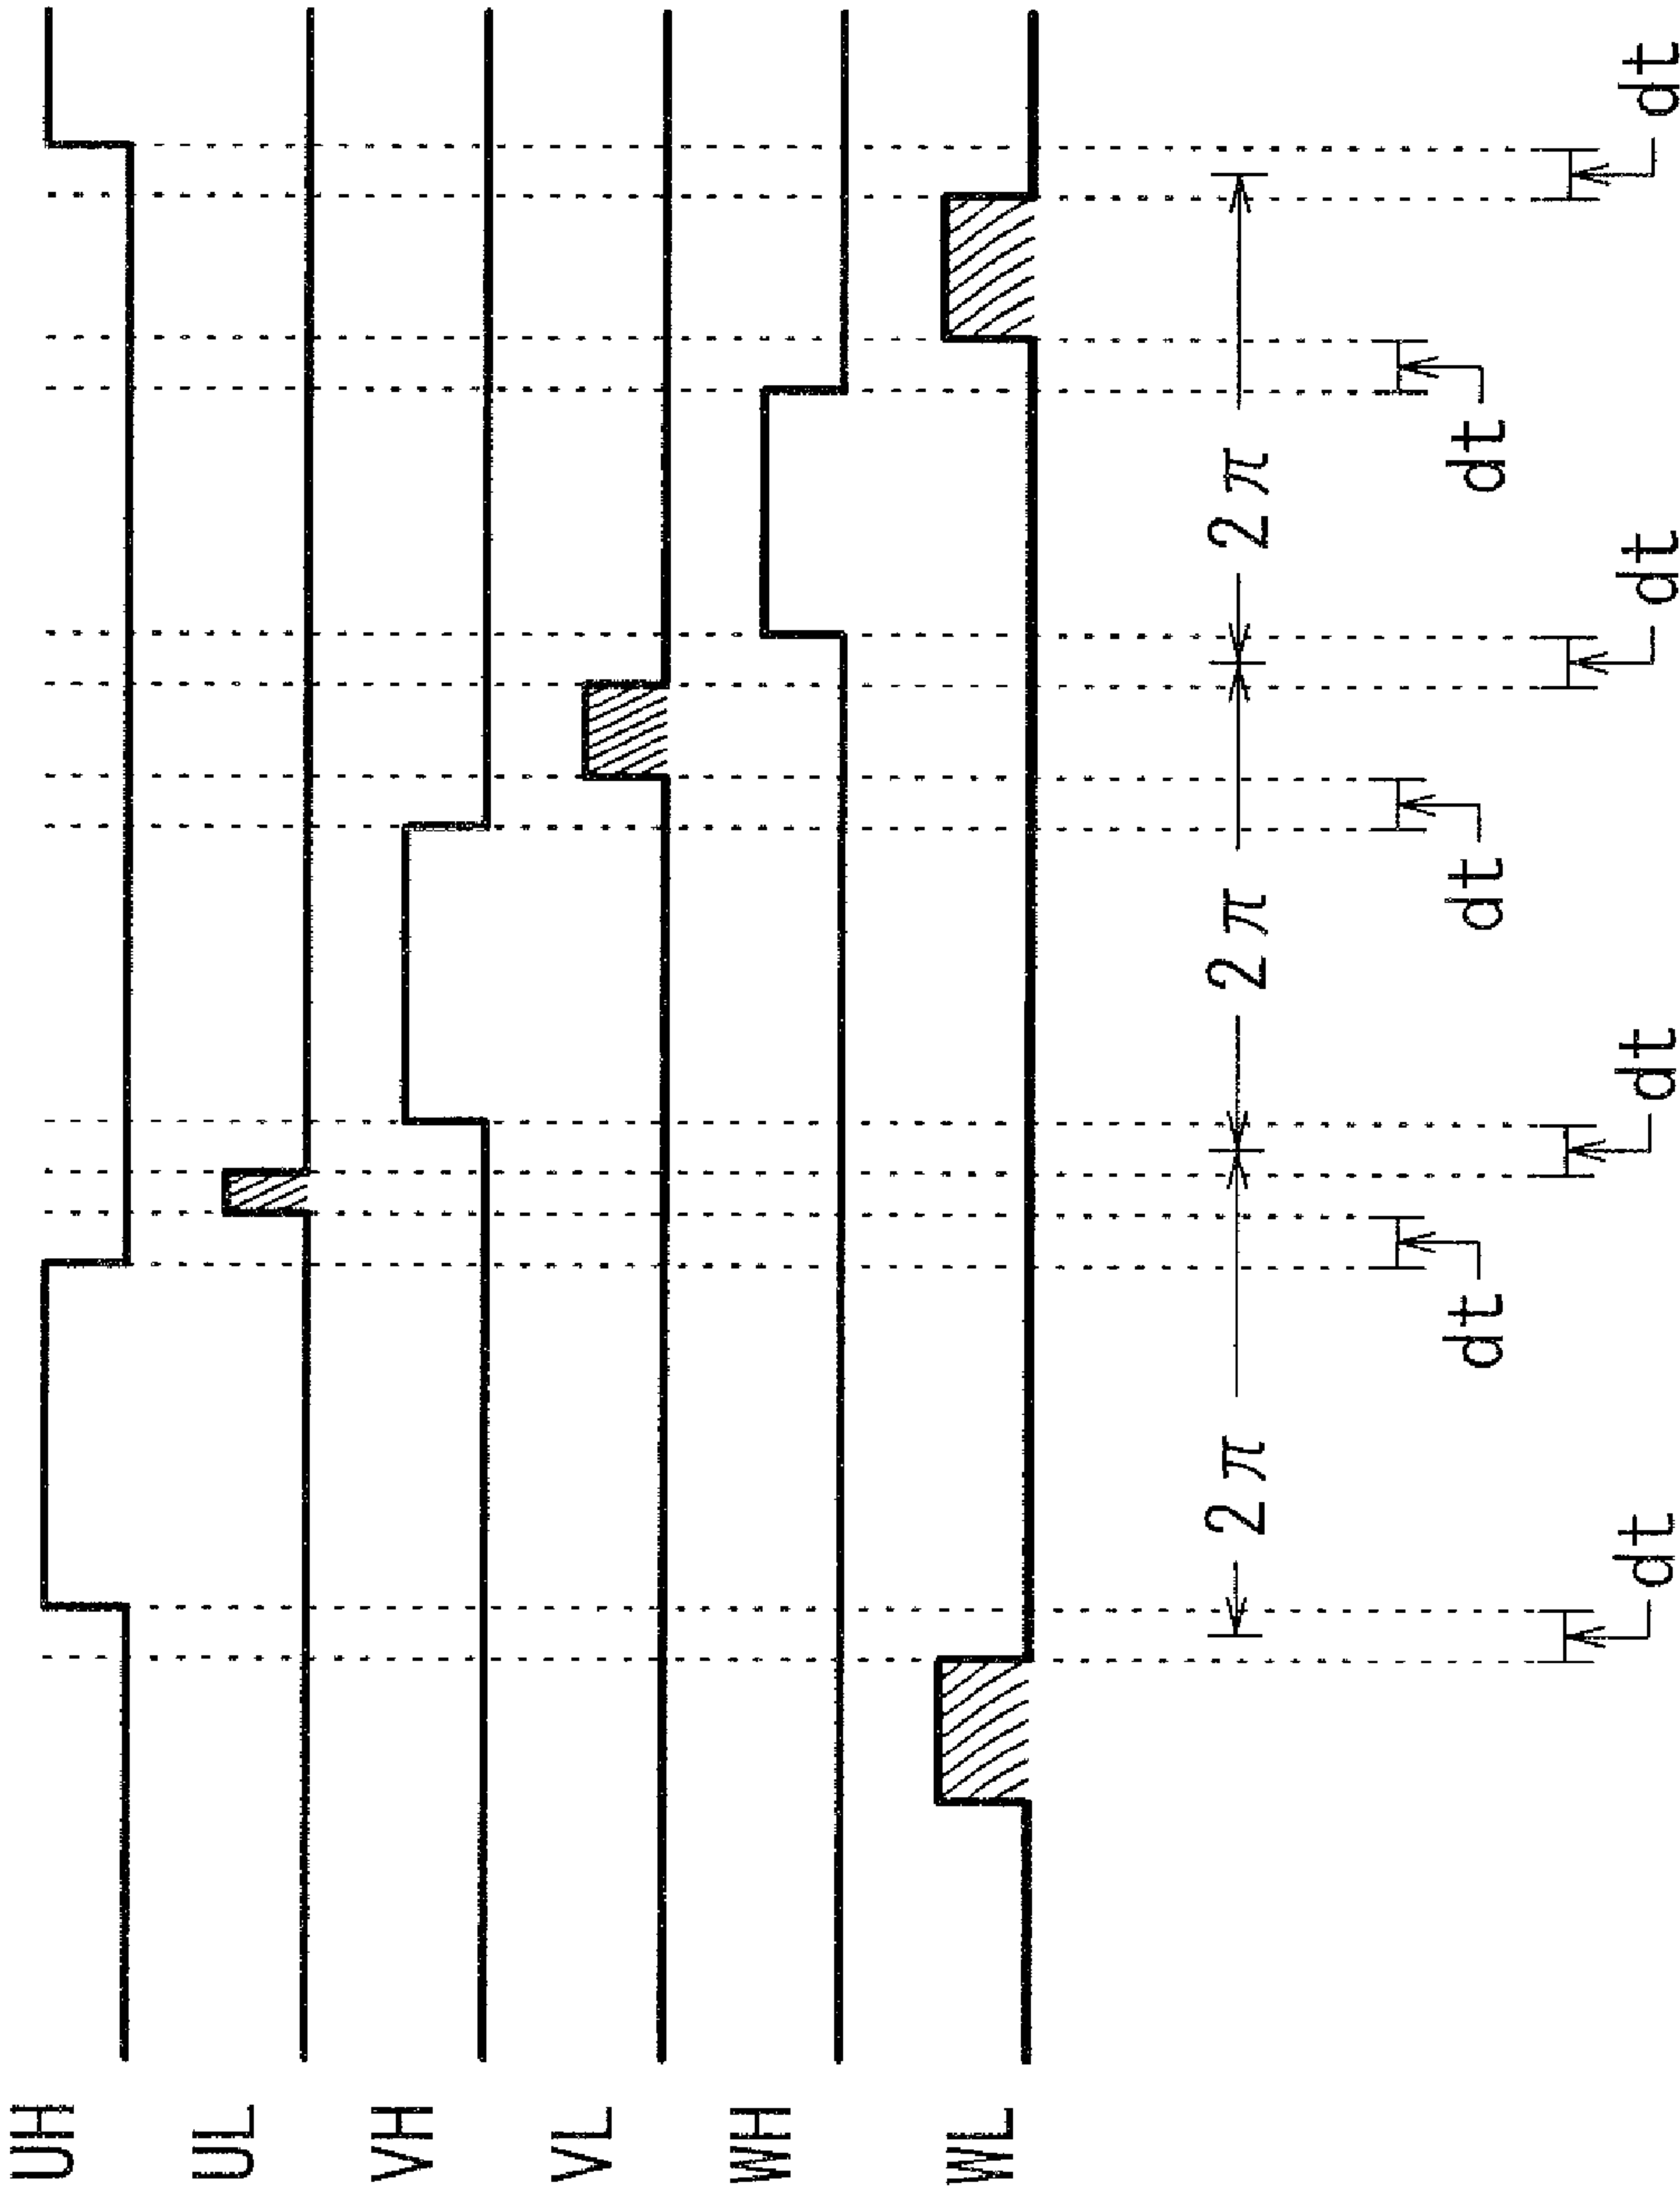 UH
UL
VH
VL
WH
WL
2π 2π 2π
dt dt dt
dt dt dt dt